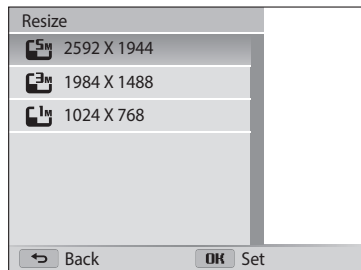 Resize
5M 2592 X 1944
3M 1984 X 1488
1M 1024 X 768
Back OK Set